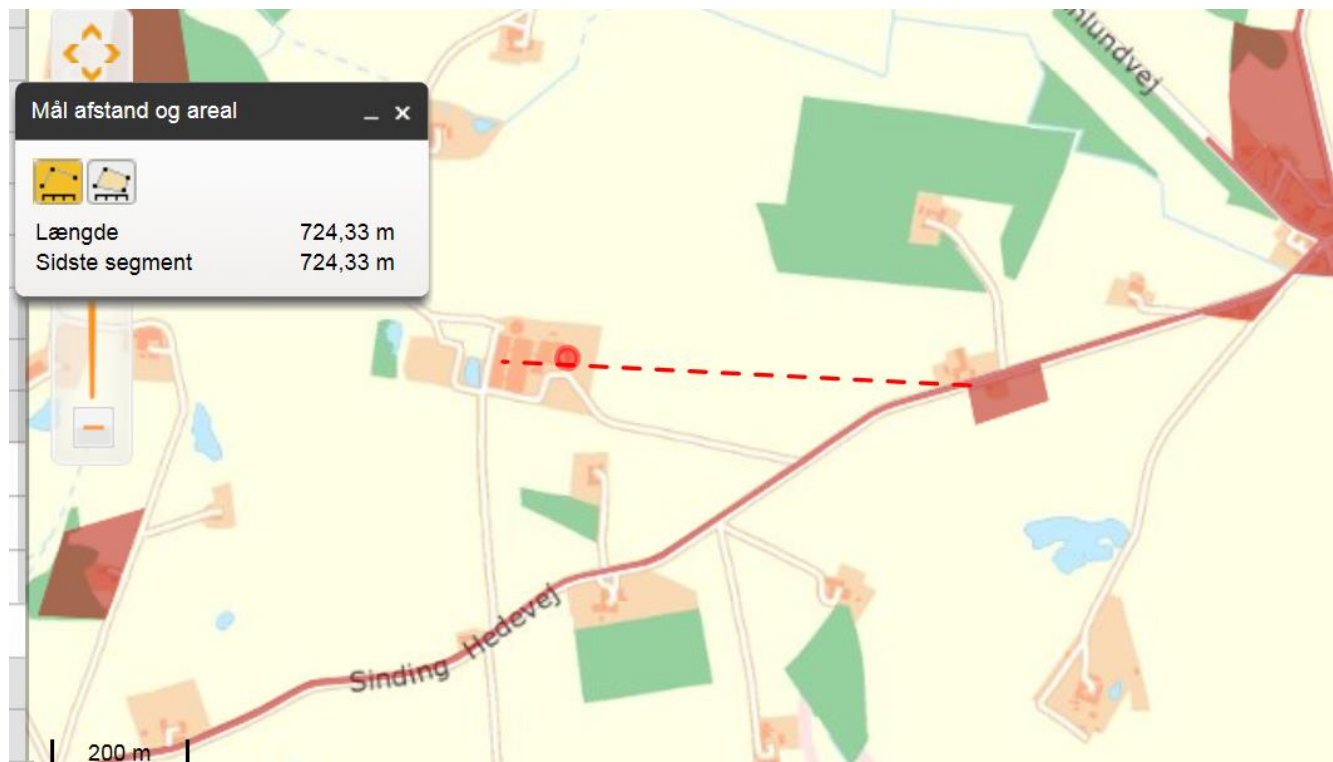 Mål afstand og areal
Længde 724,33 m
Sidste segment 724,33 m
Sinding Hedevej
200 m